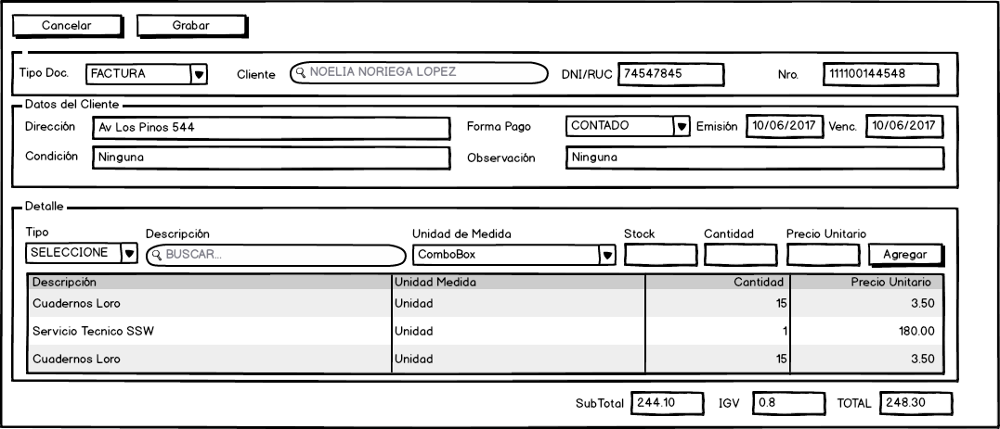 Cancelar Grabar
Tipo Doc. FACTURA Cliente NOELIA NORIEGA LOPEZ DNI/RUC 74547845 Nro. 111100144548
Datos del Cliente
Dirección Av Los Pinos 544 Forma Pago CONTADO Emisión 10/06/2017 Venc. 10/06/2017
Condición Ninguna Observación Ninguna
Detalle
Tipo Descripción Unidad de Medida Stock Cantidad Precio Unitario
SELECCIONE BUSCAR... ComboBox Agregar
Descripción Unidad Medida Cantidad Precio Unitario
Cuadernos Loro Unidad 15 3.50
Servicio Tecnico SSW Unidad 1 180.00
Cuadernos Loro Unidad 15 3.50
SubTotal 244.10 IGV 0.8 TOTAL 248.30